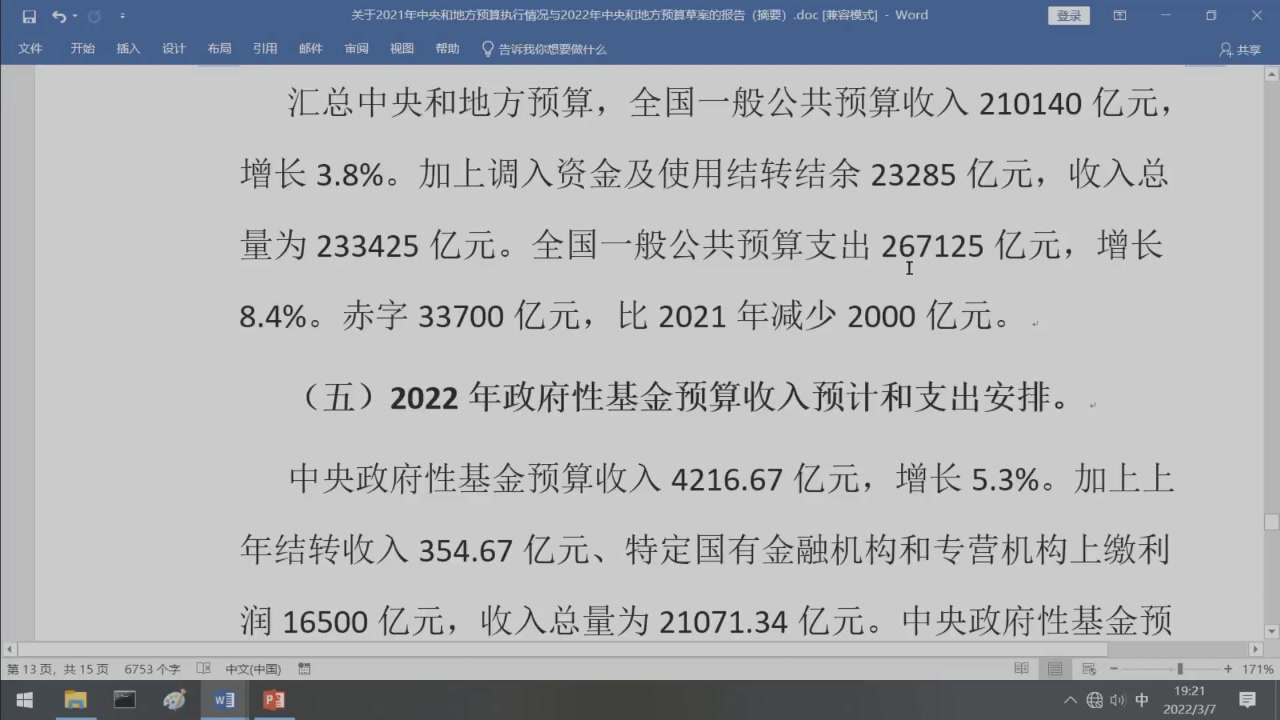 关于2021年中央和地方预算执行情况与2022年中央和地方预算草案的报告（摘要）.doc [兼容模式] - Word
登录
文件 开始 插入 设计 布局 引用 邮件 审阅 视图 帮助 告诉我你想要做什么 共享
汇总中央和地方预算，全国一般公共预算收入 210140 亿元，
增长 3.8%。加上调入资金及使用结转结余 23285 亿元，收入总
量为 233425 亿元。全国一般公共预算支出 267125 亿元，增长
8.4%。赤字 33700 亿元，比 2021 年减少 2000 亿元。
（五）2022 年政府性基金预算收入预计和支出安排。
中央政府性基金预算收入 4216.67 亿元，增长 5.3%。加上上
年结转收入 354.67 亿元、特定国有金融机构和专营机构上缴利
润 16500 亿元，收入总量为 21071.34 亿元。中央政府性基金预
第 13 页，共 15 页 6753 个字 中文(中国) 171%
中 19:21
2022/3/7